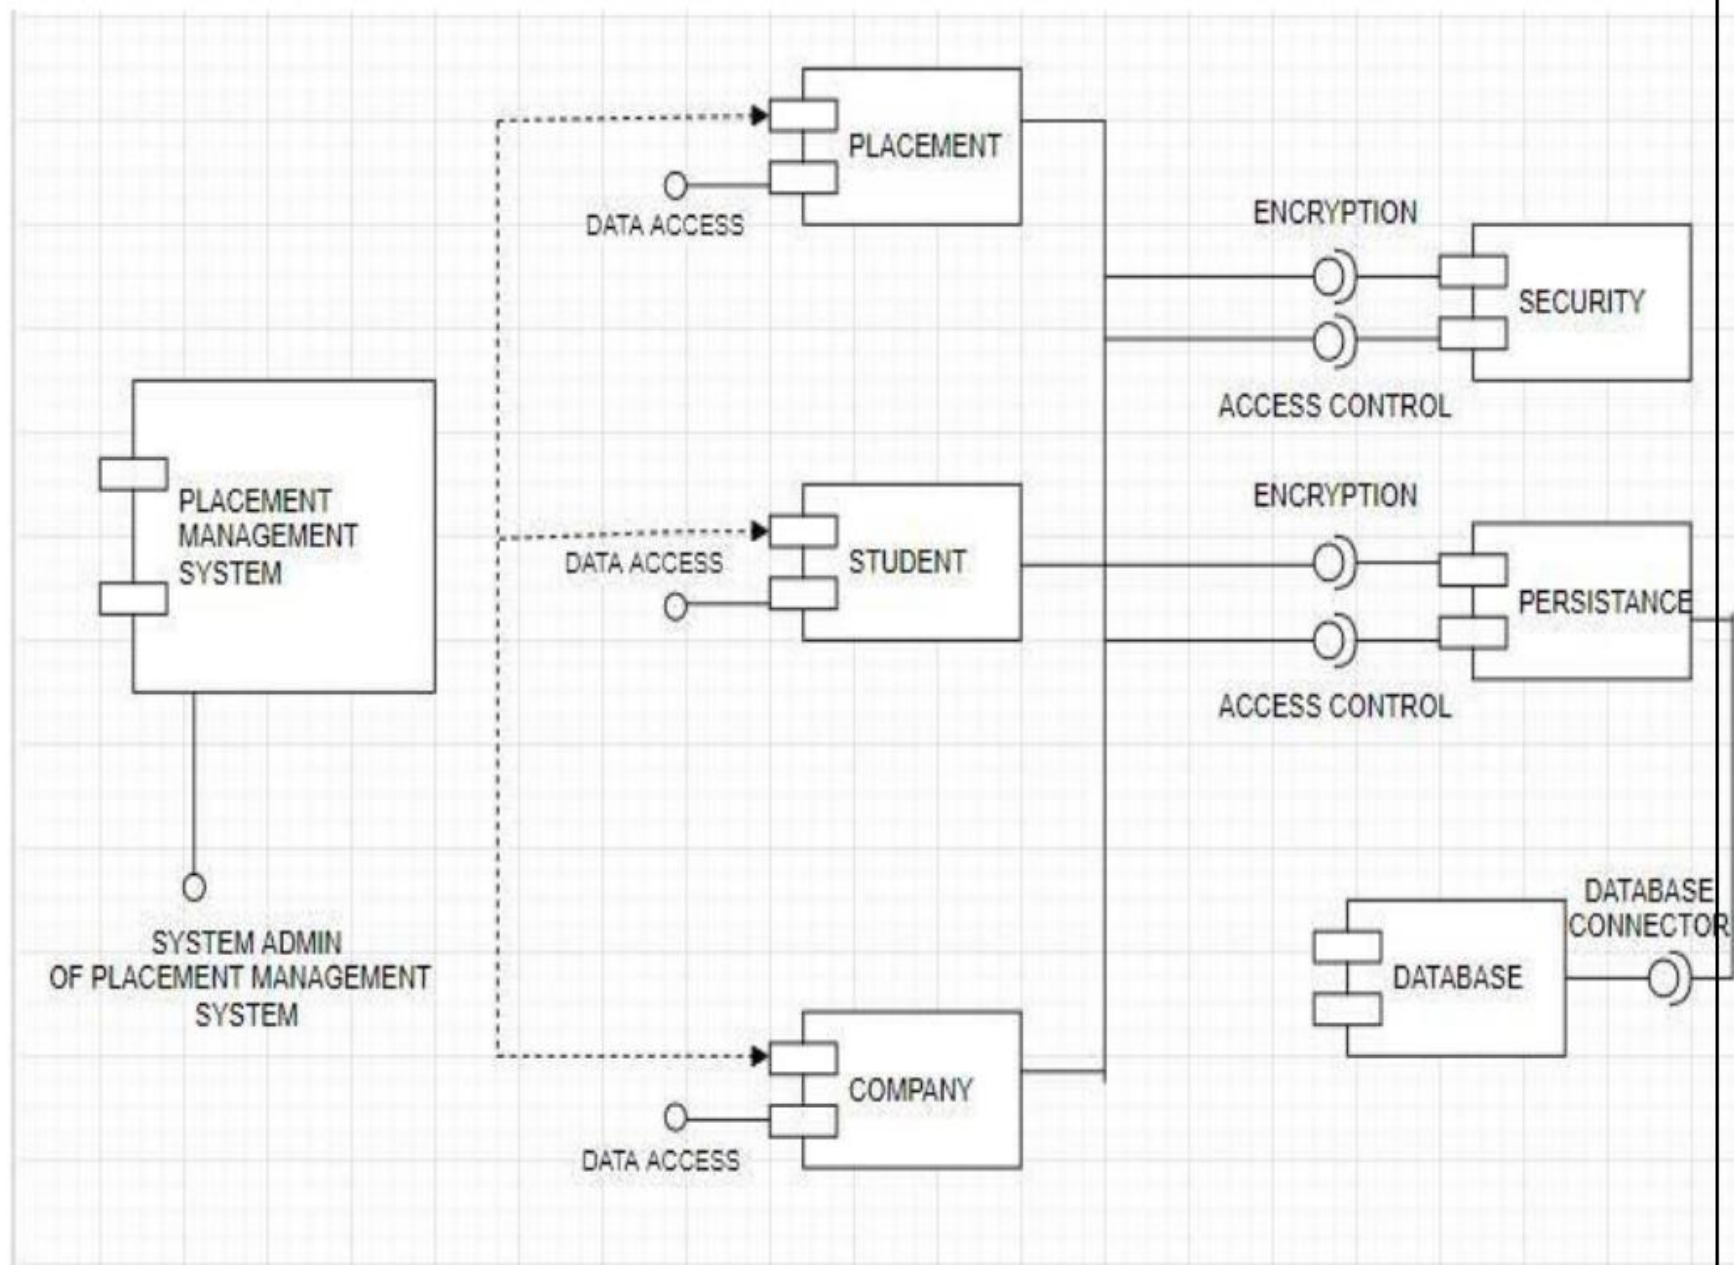 PLACEMENT
DATA ACCESS
ENCRYPTION
SECURITY
ACCESS CONTROL
PLACEMENT
MANAGEMENT
SYSTEM
ENCRYPTION
DATA ACCESS
STUDENT
PERSISTANCE
ACCESS CONTROL
SYSTEM ADMIN
OF PLACEMENT MANAGEMENT
SYSTEM
DATABASE
CONNECTOR
DATABASE
COMPANY
DATA ACCESS